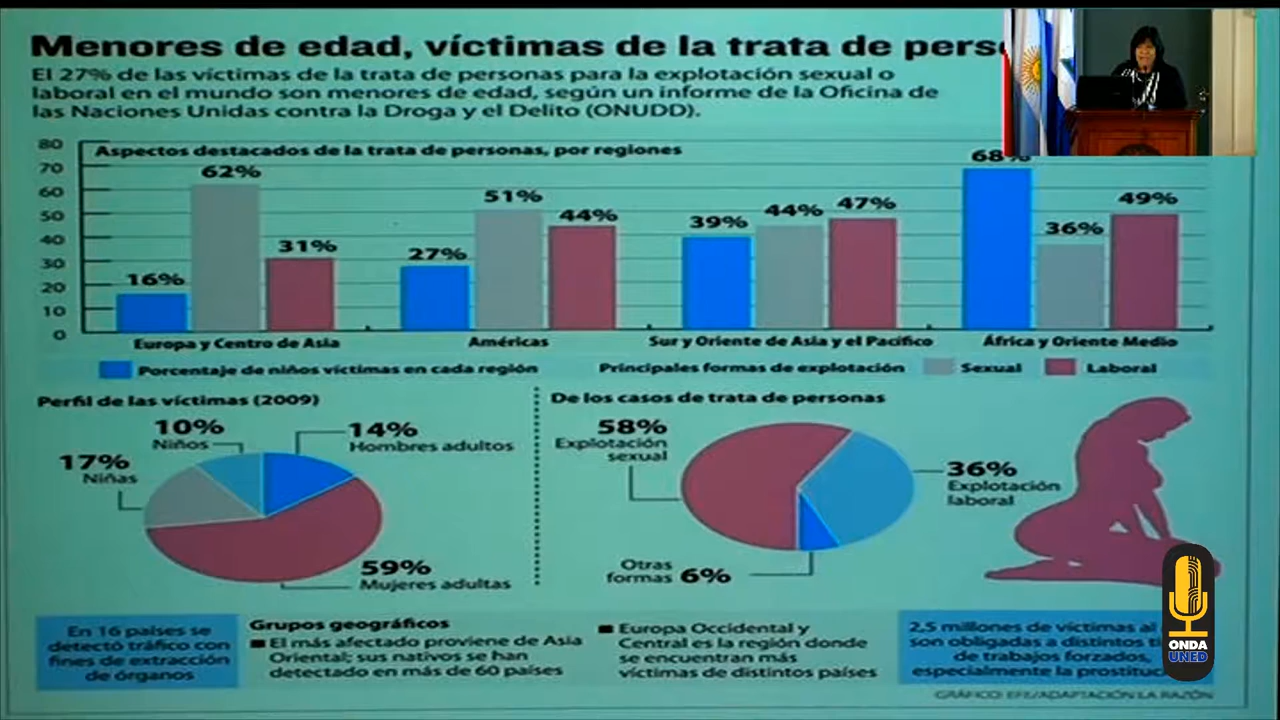 Menores de edad, víctimas de la trata de
El 27% de las víctimas de la trata de personas para la explotación sexual o
laboral en el mundo son menores de edad, según un informe de la Oficina de
las Naciones Unidas contra la Droga y el Delito (ONUDD).
Aspectos destacados de la trata de personas, por regiones
80
70
60
50
40
30
20
10
0
16%
62%
31%
27%
51%
44%
39%
44%
47%
68%
36%
49%
Europa y Centro de Asia
Américas
Sur y Oriente de Asia y el Pacífico
África y Oriente Medio
Porcentaje de niños víctimas en cada región
Principales formas de explotación
Sexual
Laboral
Perfil de las víctimas (2009)
10%
Niños
14%
Hombres adultos
17%
Niñas
59%
Mujeres adultas
De los casos de trata de personas
58%
Explotación
sexual
36%
Explotación
laboral
Otras
formas 6%
En 16 países se
detectó tráfico con
fines de extracción
de órganos
Grupos geográficos
El más afectado proviene de Asia
Oriental; sus nativos se han
detectado en más de 60 países
Europa Occidental y
Central es la región donde
se encuentran más
víctimas de distintos países
2,5 millones de víctimas al
son obligadas a distintos
de trabajos forzados,
especialmente la
GRÁFICO: EFE/ADAPTACIÓN LA RAZÓN
ONDA
UNED